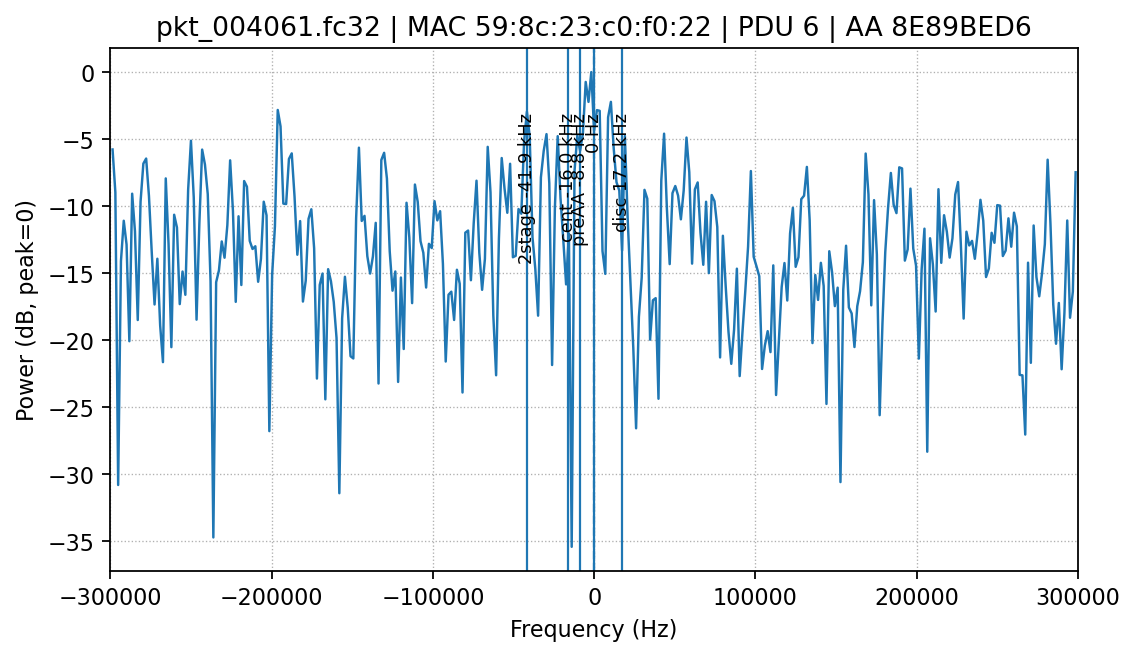 pkt_004061.fc32 | MAC 59:8c:23:c0:f0:22 | PDU 6 | AA 8E89BED6
Power (dB, peak=0)
0
−5
−10
−15
−20
−25
−30
−35
2stage -41.9 kHz
cent -16.0 kHz
preAA -8.8 kHz
0 Hz
disc 17.2 kHz
−300000
−200000
−100000
0
100000
200000
300000
Frequency (Hz)